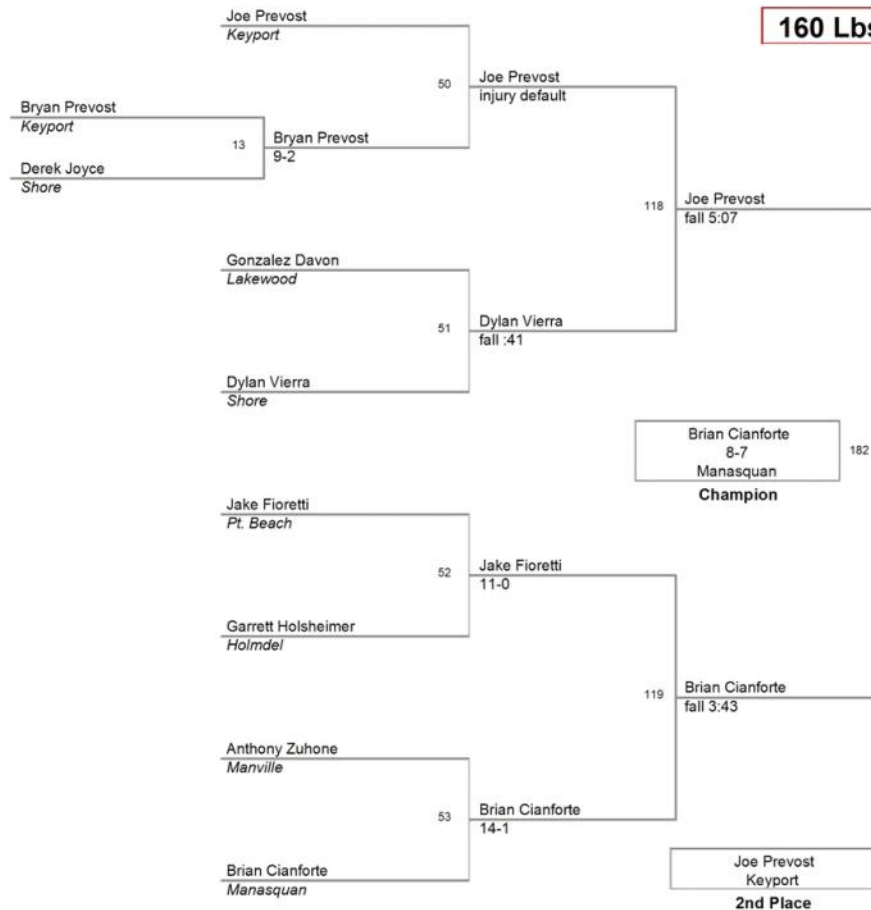 Joe Prevost
160 Lbs
Keyport
50
Joe Prevost
injury default
Bryan Prevost
Keyport
13
Bryan Prevost
9-2
Derek Joyce
Shore
118
Joe Prevost
fall 5:07
Gonzalez Davon
Lakewood
51
Dylan Vierra
fall :41
Dylan Vierra
Shore
Brian Cianforte
8-7
182
Manasquan
Champion
Jake Fioretti
Pt. Beach
52
Jake Fioretti
11-0
Garrett Holsheimer
Holmdel
119
Brian Cianforte
fall 3:43
Anthony Zuhone
Manville
53
Brian Cianforte
14-1
Brian Cianforte
Manasquan
Joe Prevost
Keyport
2nd Place